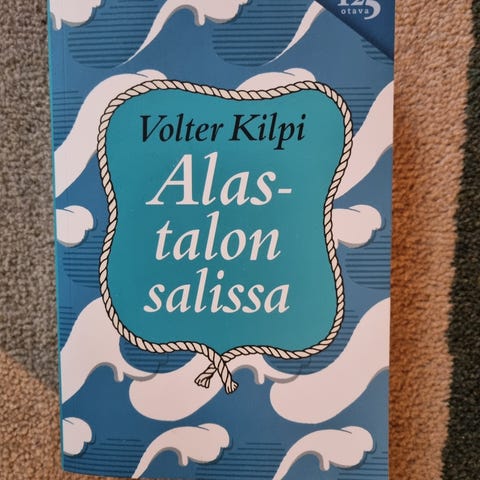 125
otava
Volter Kilpi
Alas-
talon
salissa